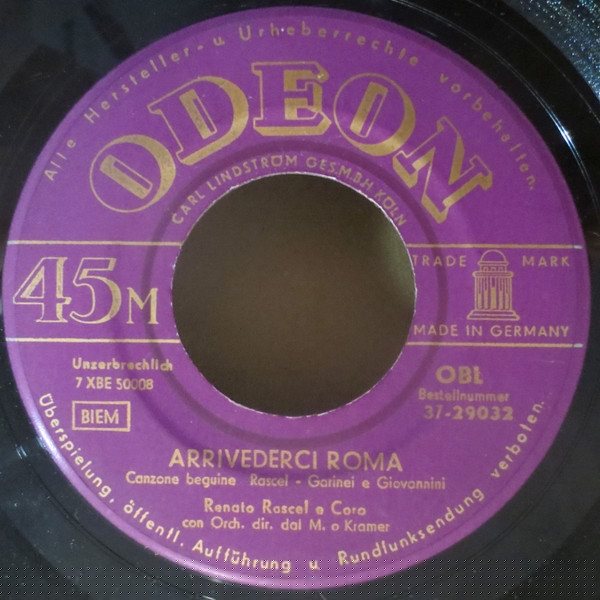 Alle Hersteller- u Urheberrechte vorbehalten.
ODEON
CARL LINDSTRÖM GES.M.B.H. KÖLN
45M
TRADE MARK
MADE IN GERMANY
Unzerbrechlich
7 XBE 50008
BIEM
OBL
Bestellnummer
37-29032
ARRIVEDERCI ROMA
Canzone beguine Rascel - Garinei e Giovannini
Renato Rascel e Coro
con Orch. dir. dal M.o Kramer
Überspielung, öffentl. Aufführung u Rundfunksendung verboten.